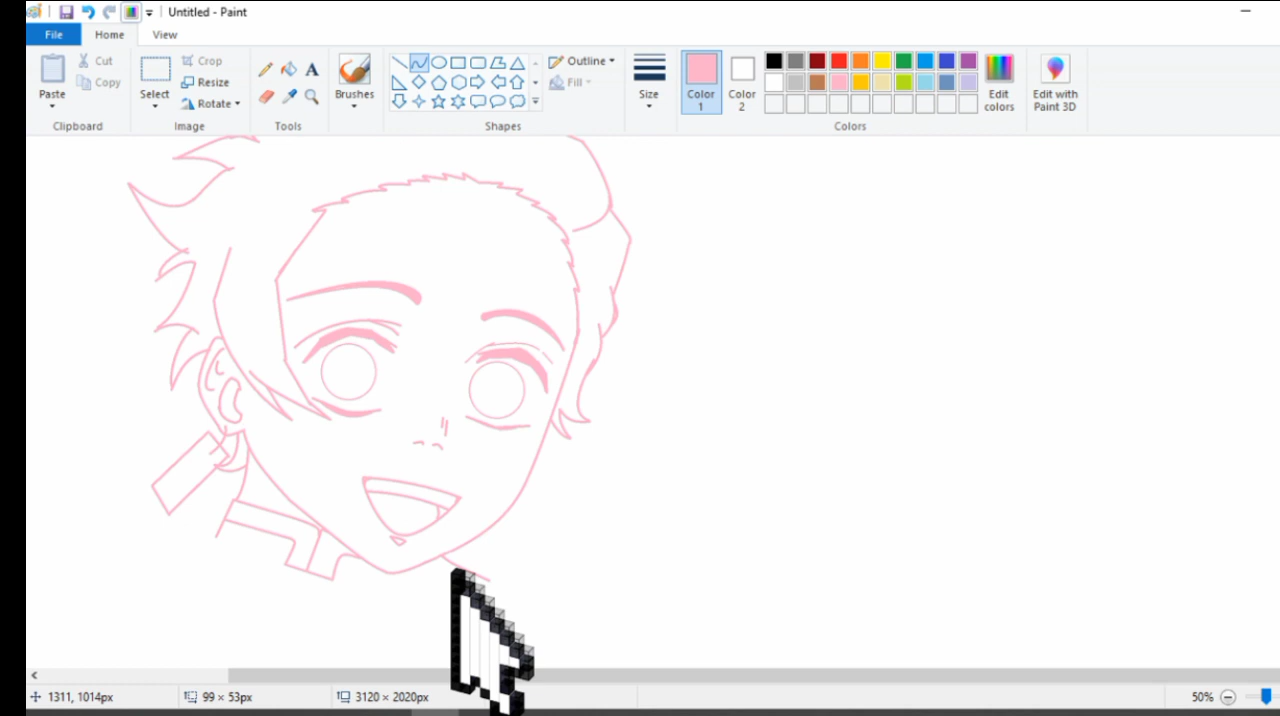 Untitled - Paint
File Home View
Cut Crop Outline
Copy Resize Fill
Rotate
Paste Select Brushes Size Color 1 Color 2 Edit colors Edit with Paint 3D
Clipboard Image Tools Shapes Colors
1311, 1014px 99 × 53px 3120 × 2020px 50%